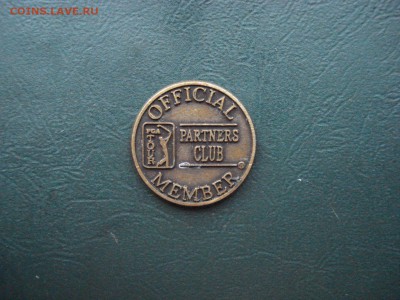 COINS.LAVE.RU
OFFICIAL
PGA
TOUR
PARTNERS
CLUB
MEMBER